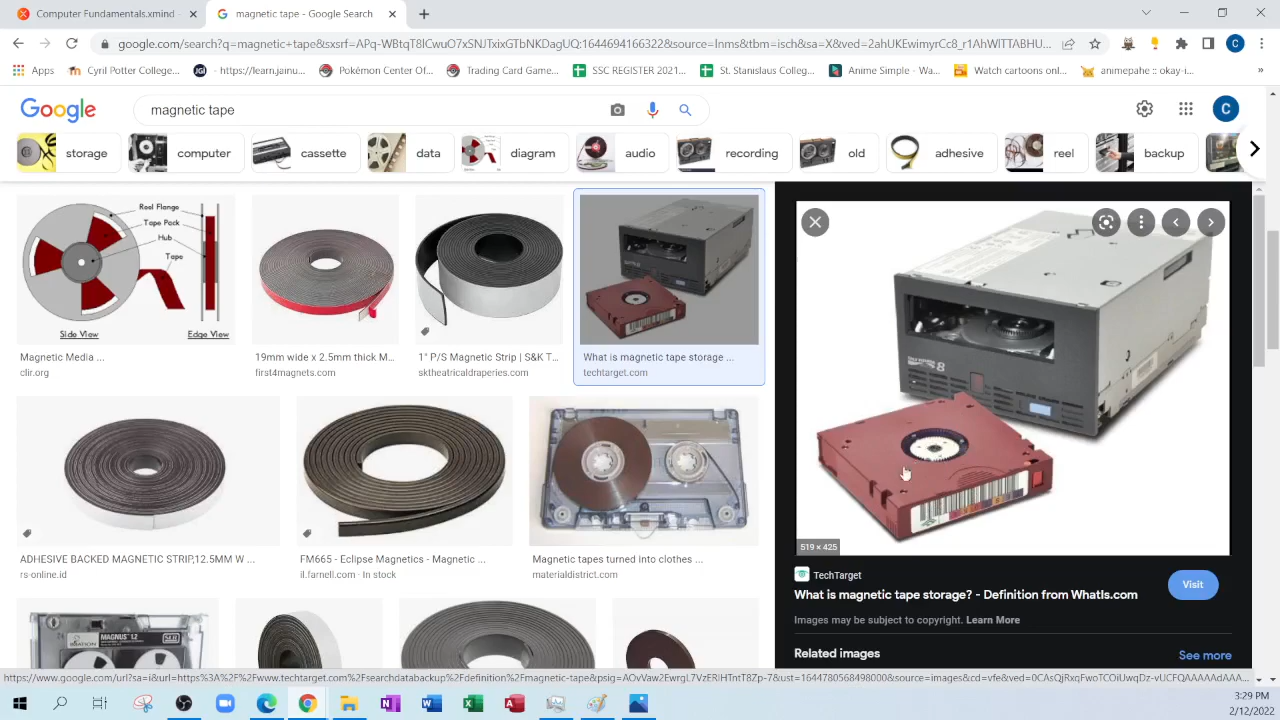 Computer Fundamentals.xmind
magnetic tape - Google Search
google.com/search?q=magnetic+tape&sxsrf=APq-WBtqT8lCwuO7xSNJTxixGTDLrDagUQ:1644694166322&source=lnms&tbm=isch&sa=X&ved=2ahUKEwimyrCc8_r1AhWITTABHU...
Apps
Cyril Potter College...
- https://learn.jainu...
Pokémon Center Of...
Trading Card Game...
SSC REGISTER 2021...
St. Stanislaus Colleg...
Anime Simple - Wa...
Watch cartoons onl...
animepahe :: okay-i...
»
Google
magnetic tape
C
storage
computer
cassette
data
diagram
audio
recording
old
adhesive
reel
backup
Reel Flange
Tape Pack
Hub
Tape
Side View
Edge View
Magnetic Media ...
clir.org
19mm wide x 2.5mm thick M...
first4magnets.com
1" P/S Magnetic Strip | S&K T...
sktheatricaldraperies.com
What is magnetic tape storage ...
techtarget.com
ADHESIVE BACKED MAGNETIC STRIP,12.5MM W ...
rs-online.id
FM665 - Eclipse Magnetics - Magnetic ...
il.farnell.com · In stock
Magnetic tapes turned into clothes ...
materialdistrict.com
MAGNUS 1.2
SLR
8
519 × 425
TechTarget
What is magnetic tape storage? - Definition from WhatIs.com
Visit
Images may be subject to copyright. Learn More
Related images
See more
3:29 PM
2/12/2022